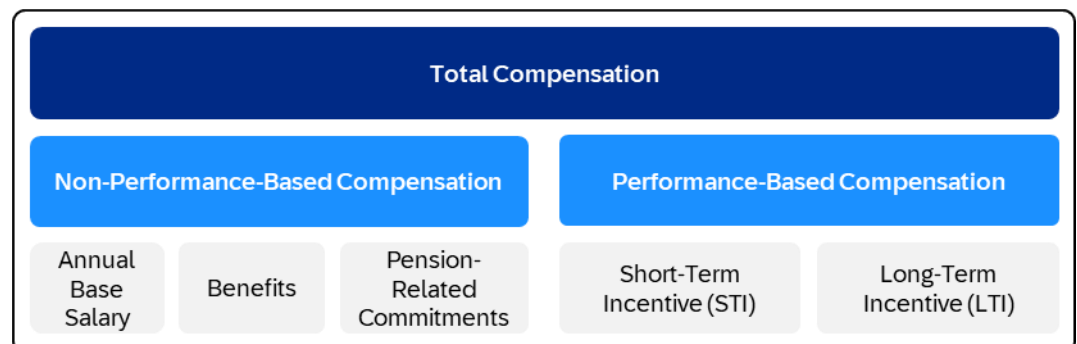 Total Compensation
Non-Performance-Based Compensation
Performance-Based Compensation
Annual
Base
Salary
Benefits
Pension-
Related
Commitments
Short-Term
Incentive (STI)
Long-Term
Incentive (LTI)